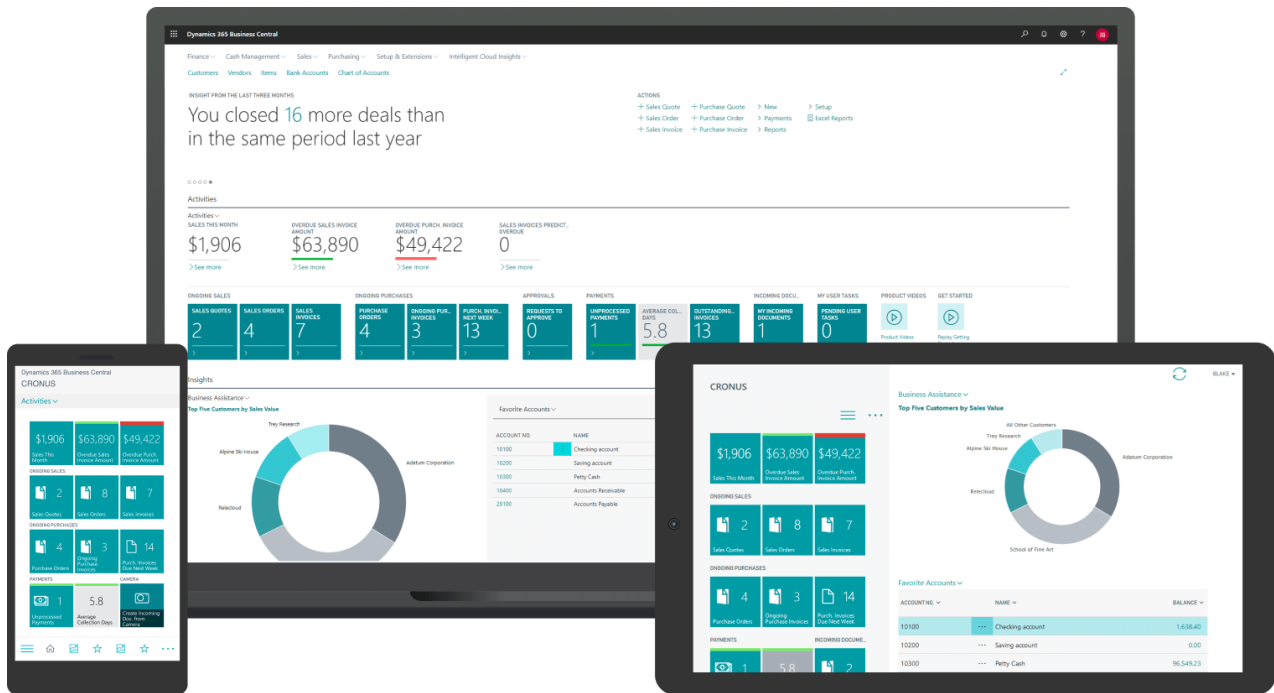 Dynamics 365 Business Central
JB
Finance Cash Management Sales Purchasing Setup & Extensions Intelligent Cloud Insights
Customers Vendors Items Bank Accounts Chart of Accounts
INSIGHT FROM THE LAST THREE MONTHS
You closed 16 more deals than
in the same period last year
ACTIONS
+ Sales Quote + Purchase Quote > New > Setup
+ Sales Order + Purchase Order > Payments Excel Reports
+ Sales Invoice + Purchase Invoice > Reports
Activities
Activities
SALES THIS MONTH
$1,906
> See more
OVERDUE SALES INVOICE
AMOUNT
$63,890
> See more
OVERDUE PURCH. INVOICE
AMOUNT
$49,422
> See more
SALES INVOICES PREDICT...
OVERDUE
0
> See more
ONGOING SALES
SALES QUOTES
2
SALES ORDERS
4
SALES
INVOICES
7
ONGOING PURCHASES
PURCHASE
ORDERS
4
ONGOING PUR...
INVOICES
3
PURCH. INVOI...
NEXT WEEK
13
APPROVALS
REQUESTS TO
APPROVE
0
PAYMENTS
UNPROCESSED
PAYMENTS
1
AVERAGE COL...
DAYS
5.8
OUTSTANDING...
INVOICES
13
INCOMING DOCU...
MY INCOMING
DOCUMENTS
1
MY USER TASKS
PENDING USER
TASKS
0
PRODUCT VIDEOS
Product Videos
GET STARTED
Replay Getting
Insights
Business Assistance
Top Five Customers by Sales Value
Trey Research
Alpine Ski House
Adatum Corporation
Relecloud
Favorite Accounts
ACCOUNT NO. NAME
10100 Checking account
10200 Saving account
10300 Petty Cash
10400 Accounts Receivable
20100 Accounts Payable
Dynamics 365 Business Central
CRONUS
Activities
$1,906
Sales This
Month
$63,890
Overdue Sales
Invoice Amount
$49,422
Overdue Purch.
Invoice Amount
ONGOING SALES
2
Sales Quotes
8
Sales Orders
7
Sales Invoices
ONGOING PURCHASES
4
Purchase Orders
3
Ongoing
Purchase
Invoices
14
Purch. Invoices
Due Next Week
PAYMENTS
1
Unprocessed
Payments
5.8
Average
Collection Days
CAMERA
Create Incoming
Doc. from
Camera
CRONUS
BLAKE
$1,906
Sales This Month
$63,890
Overdue Sales
Invoice Amount
$49,422
Overdue Purch.
Invoice Amount
ONGOING SALES
2
Sales Quotes
8
Sales Orders
7
Sales Invoices
ONGOING PURCHASES
4
Purchase Orders
3
Ongoing
Purchase Invoices
14
Purch. Invoices
Due Next Week
PAYMENTS
1
5.8
INCOMING DOCUME...
2
Business Assistance
Top Five Customers by Sales Value
All Other Customers
Trey Research
Alpine Ski House
Adatum Corporation
Relecloud
School of Fine Art
Favorite Accounts
ACCOUNT NO. NAME BALANCE
10100 Checking account 1.638.40
10200 Saving account 0.00
10300 Petty Cash 96,549.23